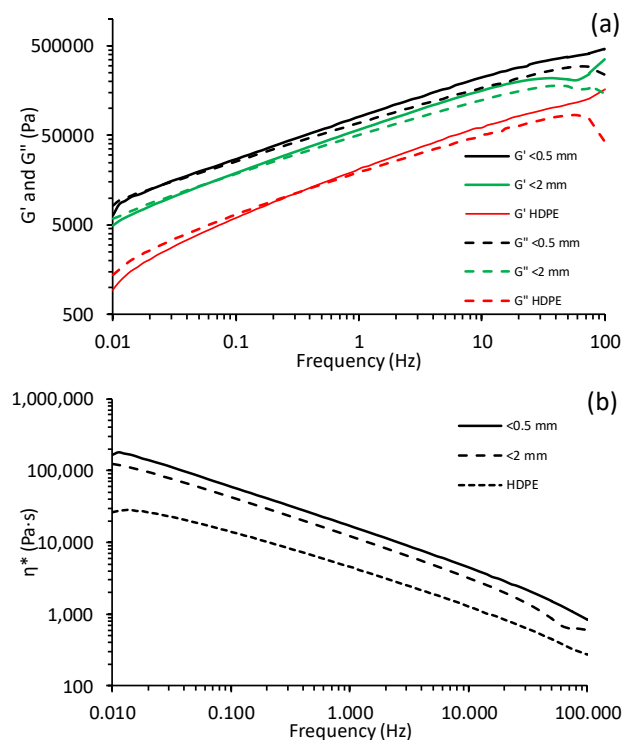 (a)
500000
50000
5000
500
G' and G'' (Pa)
G' <0.5 mm
G' <2 mm
G' HDPE
G" <0.5 mm
G" <2 mm
G" HDPE
0.01 0.1 1 10 100
Frequency (Hz)
(b)
1,000,000
100,000
10,000
1,000
100
η* (Pa·s)
<0.5 mm
<2 mm
HDPE
0.010 0.100 1.000 10.000 100.000
Frequency (Hz)